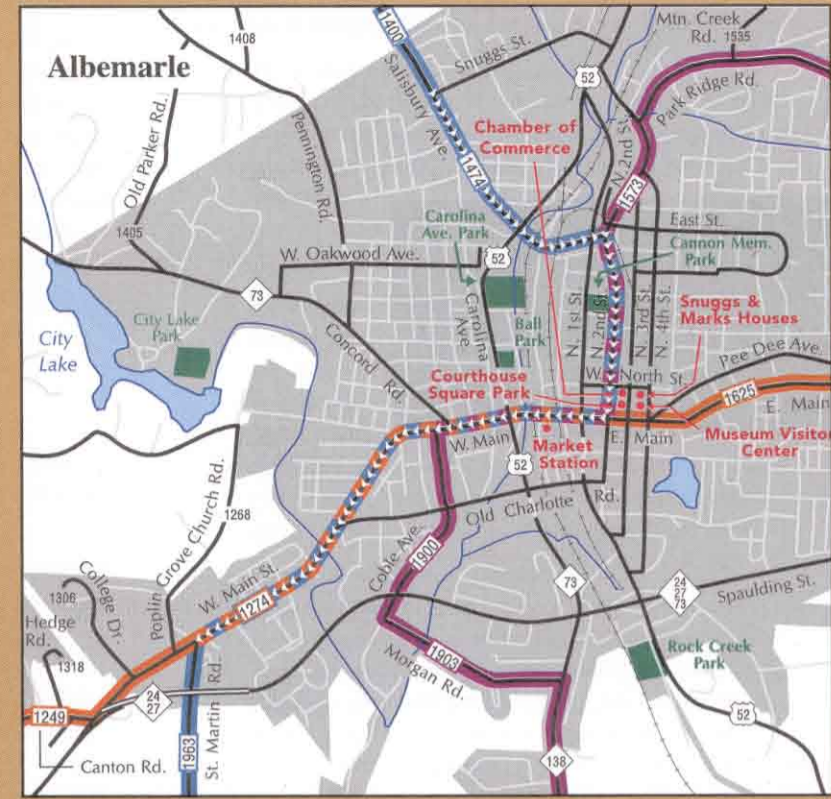 Albemarle
1408
1400
Salisbury Ave.
Snuggs St.
52
Mtn. Creek
Rd.
1535
Park Ridge Rd.
Old Parker Rd.
Pennington Rd.
Chamber of
Commerce
N. 2nd St.
1573
1474
1405
W. Oakwood Ave.
Carolina
Ave. Park
52
East St.
Cannon Mem.
Park
73
City Lake
Park
City
Lake
Concord Rd.
Carolina
Ave.
Ball
Park
N. 1st St.
N. 2nd St.
N. 3rd St.
N. 4th St.
Snuggs &
Marks Houses
W. North St.
Pee Dee Ave.
1625
E. Main
Courthouse
Square Park
W. Main
Market
Station
E. Main
Museum Visitor
Center
52
Old Charlotte Rd.
Poplin Grove Church Rd.
1268
Coble Ave.
1900
73
24
27
73
Spaulding St.
1306
College Dr.
W. Main St.
1274
Hedge
Rd.
1318
Morgan Rd.
1903
Rock Creek
Park
1249
24
27
St. Martin Rd.
1963
52
138
Canton Rd.